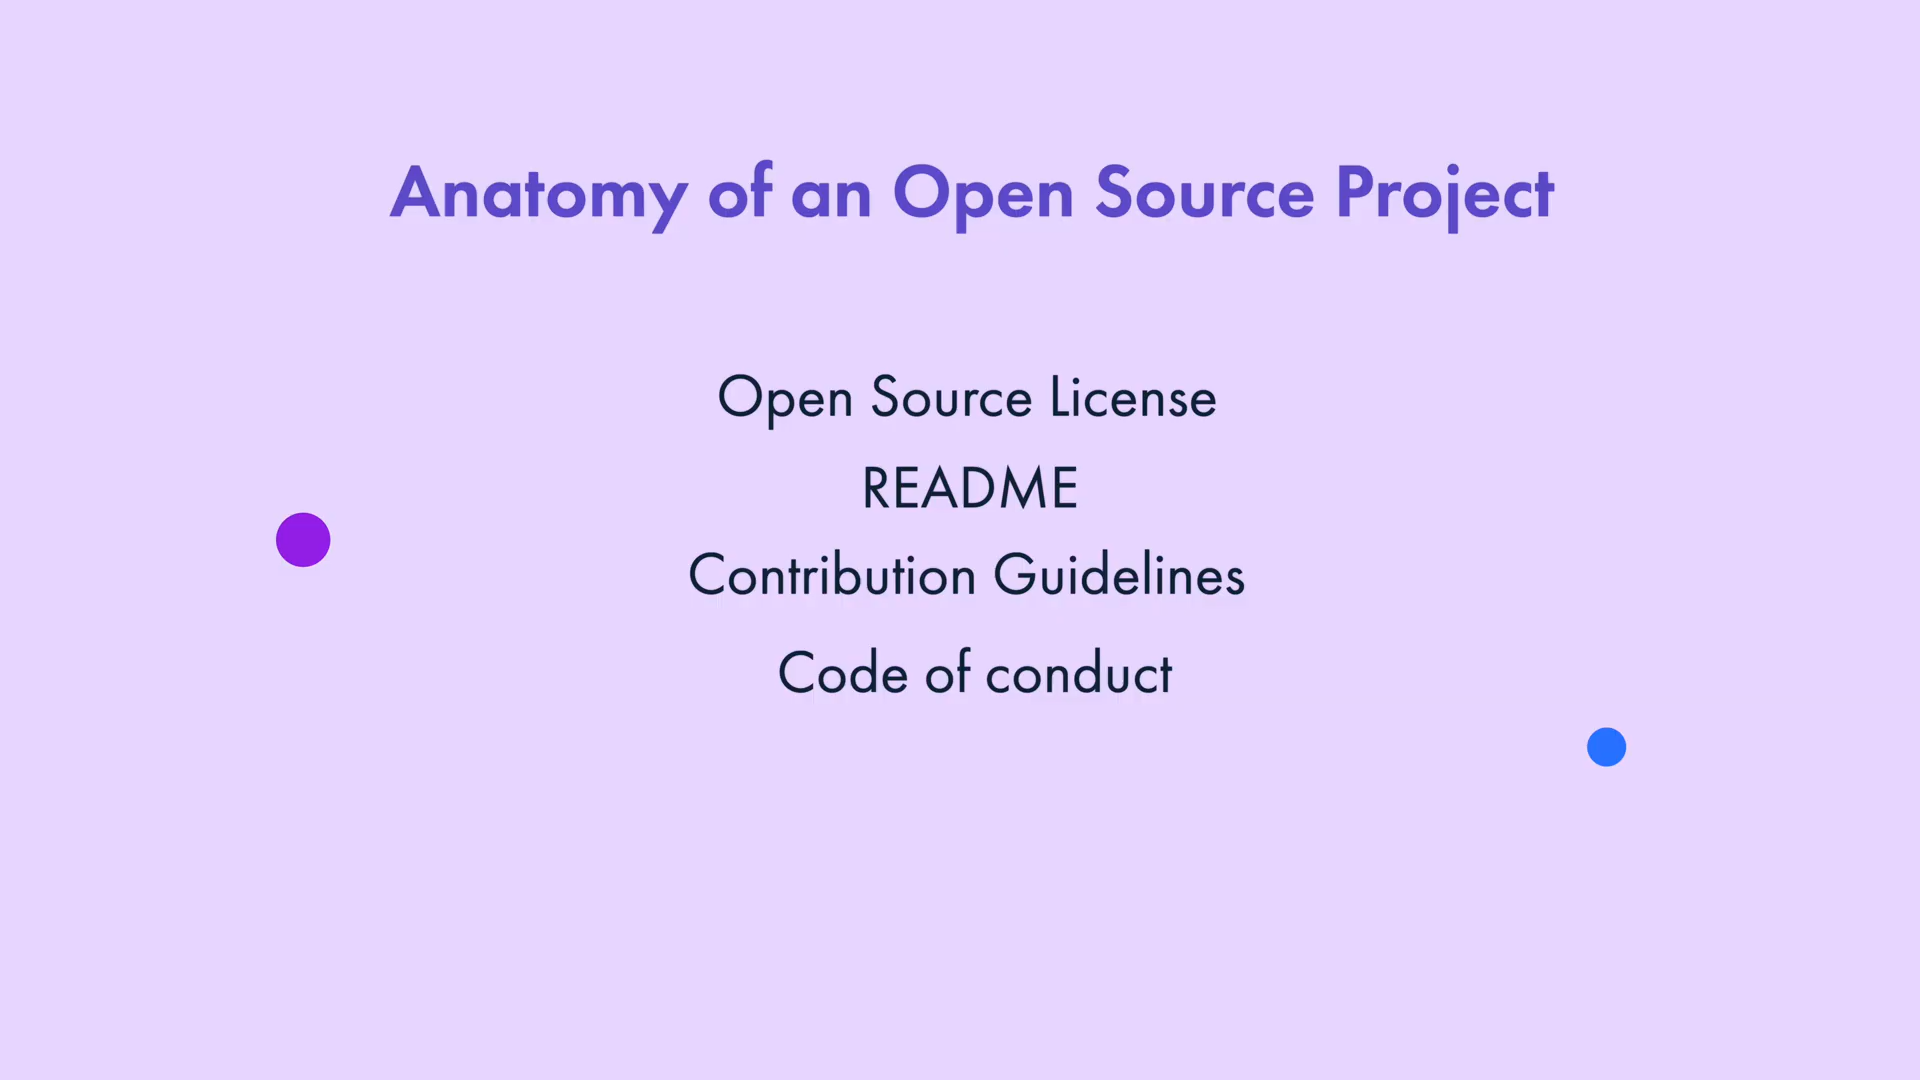 Anatomy of an Open Source Project
Open Source License
README
Contribution Guidelines
Code of conduct